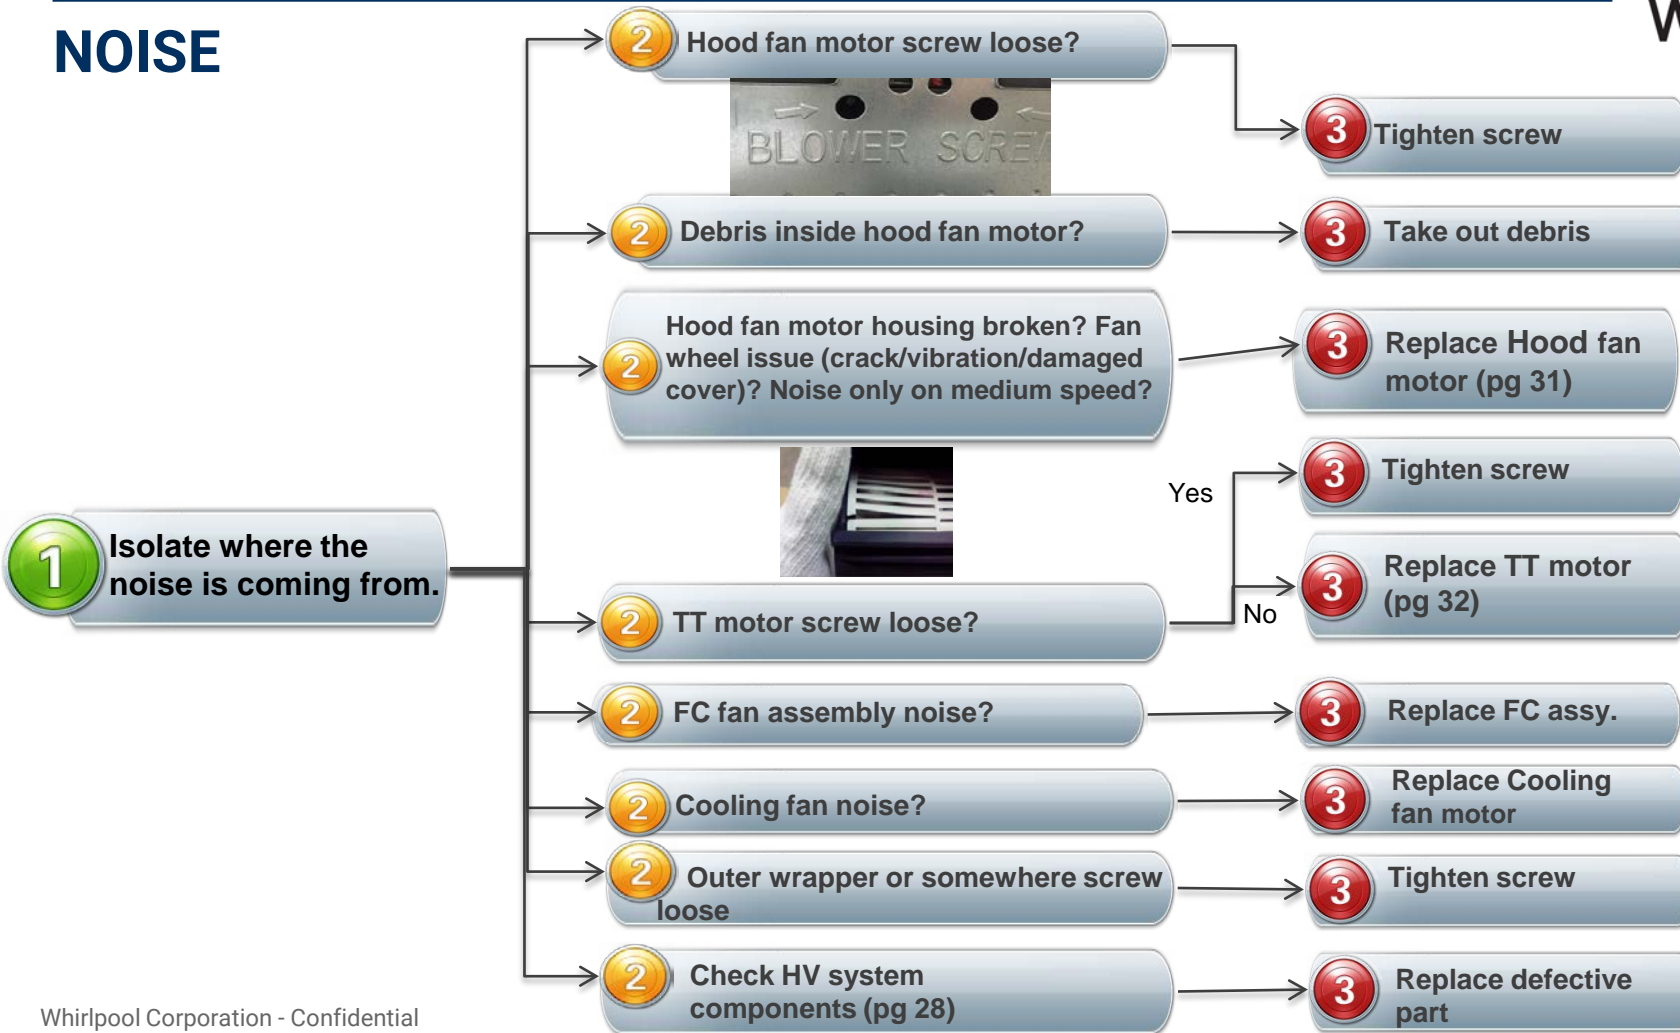 NOISE
W
2 Hood fan motor screw loose?
BLOWER SCREW
3 Tighten screw
2 Debris inside hood fan motor?
3 Take out debris
2 Hood fan motor housing broken? Fan
wheel issue (crack/vibration/damaged
cover)? Noise only on medium speed?
3 Replace Hood fan
motor (pg 31)
1 Isolate where the
noise is coming from.
2 TT motor screw loose?
Yes
3 Tighten screw
No
3 Replace TT motor
(pg 32)
2 FC fan assembly noise?
3 Replace FC assy.
2 Cooling fan noise?
3 Replace Cooling
fan motor
2 Outer wrapper or somewhere screw
loose
3 Tighten screw
2 Check HV system
components (pg 28)
3 Replace defective
part
Whirlpool Corporation - Confidential